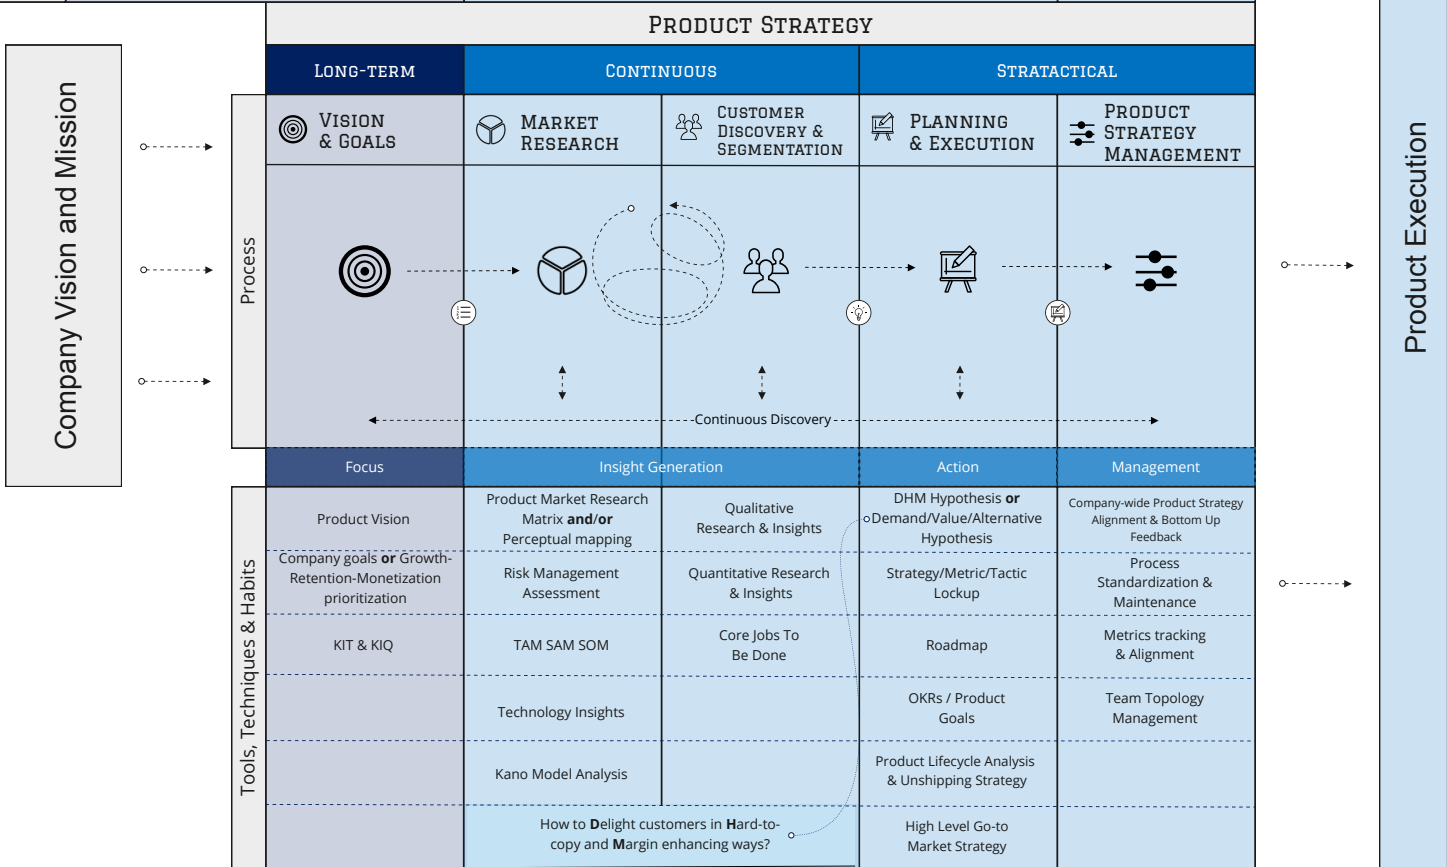 PRODUCT STRATEGY
LONG-TERM
CONTINUOUS
STRATACTICAL
VISION
& GOALS
MARKET
RESEARCH
CUSTOMER
DISCOVERY &
SEGMENTATION
PLANNING
& EXECUTION
PRODUCT
STRATEGY
MANAGEMENT
Company Vision and Mission
Process
Continuous Discovery
Product Execution
Focus
Insight Generation
Action
Management
Tools, Techniques & Habits
Product Vision
Company goals or Growth-
Retention-Monetization
prioritization
KIT & KIQ
Product Market Research
Matrix and/or
Perceptual mapping
Risk Management
Assessment
TAM SAM SOM
Technology Insights
Kano Model Analysis
Qualitative
Research & Insights
Quantitative Research
& Insights
Core Jobs To
Be Done
How to Delight customers in Hard-to-
copy and Margin enhancing ways?
DHM Hypothesis or
Demand/Value/Alternative
Hypothesis
Strategy/Metric/Tactic
Lockup
Roadmap
OKRs / Product
Goals
Product Lifecycle Analysis
& Unshipping Strategy
High Level Go-to
Market Strategy
Company-wide Product Strategy
Alignment & Bottom Up
Feedback
Process
Standardization &
Maintenance
Metrics tracking
& Alignment
Team Topology
Management